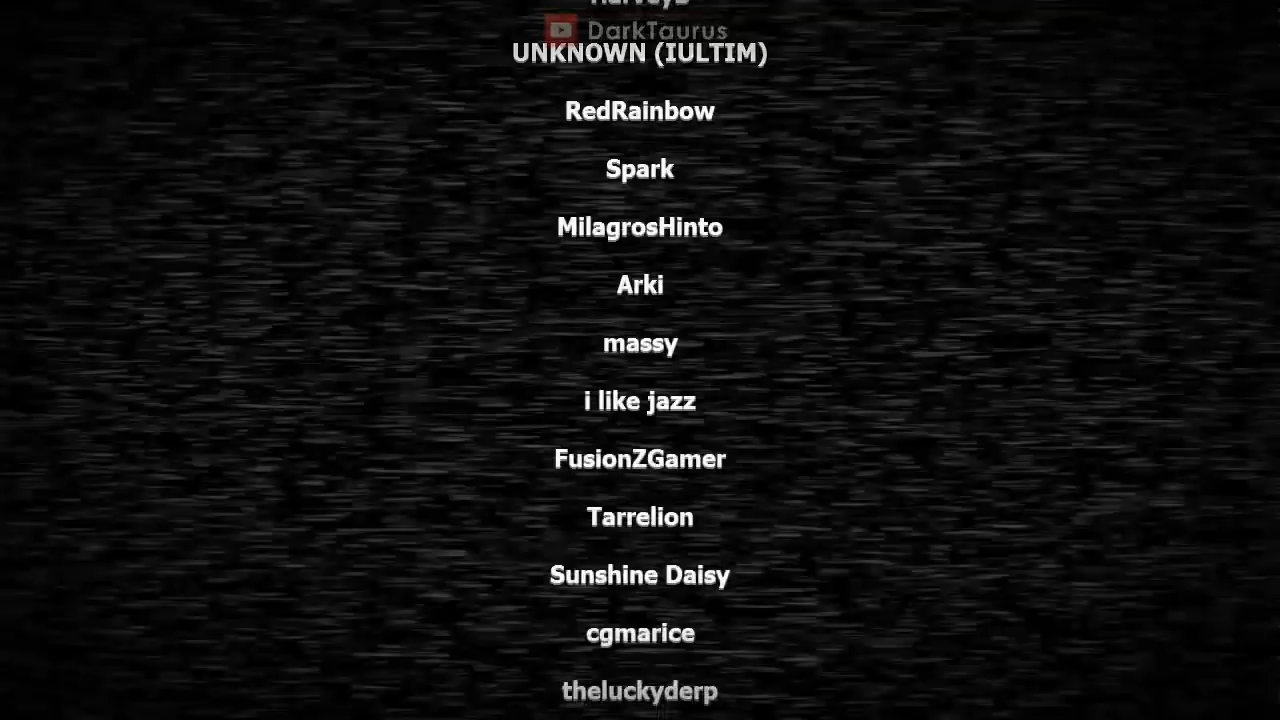 DarkTaurus
UNKNOWN (IULTIM)
RedRainbow
Spark
MilagrosHinto
Arki
massy
i like jazz
FusionZGamer
Tarrelion
Sunshine Daisy
cgmarice
theluckyderp